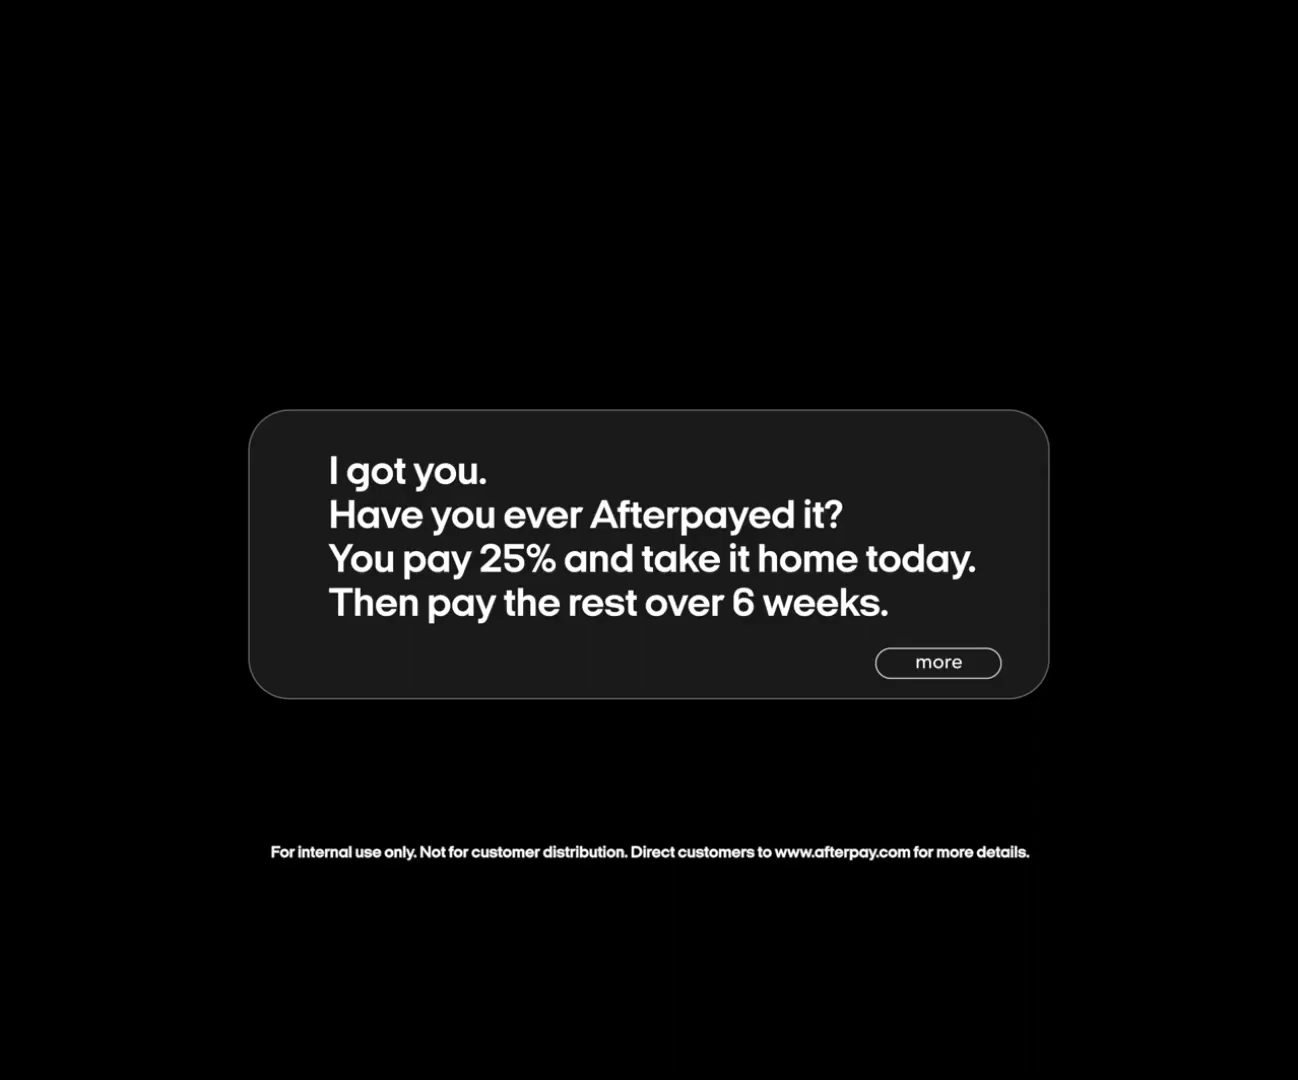 I got you.
Have you ever Afterpayed it?
You pay 25% and take it home today.
Then pay the rest over 6 weeks.
more
For internal use only. Not for customer distribution. Direct customers to www.afterpay.com for more details.